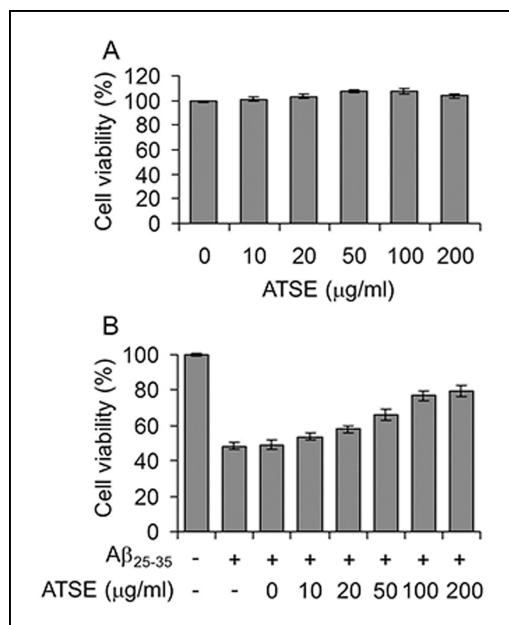 A
Cell viability (%)
120
100
80
60
40
20
0
0 10 20 50 100 200
ATSE (μg/ml)
B
Cell viability (%)
100
80
60
40
20
0
Aβ25-35 - + + + + + + +
ATSE (μg/ml) - - 0 10 20 50 100 200